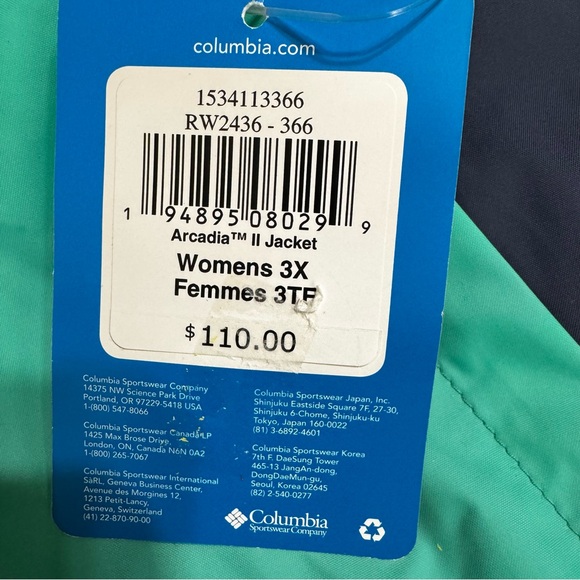 columbia.com
1534113366
RW2436 - 366
1 94895 08029 9
Arcadia™ II Jacket
Womens 3X
Femmes 3TE
$110.00
Columbia Sportswear Company
14375 NW Science Park Drive
Portland, OR 97229-5418 USA
1-(800) 547-8066
Columbia Sportswear Canada LP
1425 Max Brose Drive,
London, ON, Canada N6N 0A2
1-(800) 265-7067
Columbia Sportswear International
SàRL, Geneva Business Center,
Avenue des Morgines 12,
1213 Petit-Lancy,
Geneva, Switzerland
(41) 22-870-90-00
Columbia Sportswear Japan, Inc.
Shinjuku Eastside Square 7F, 27-30,
Shinjuku 6-Chome, Shinjuku-ku
Tokyo, Japan 160-0022
(81) 3-6892-4601
Columbia Sportswear Korea
7th F. DaeSung Tower
465-13 JangAn-dong,
DongDaeMun-gu,
Seoul, Korea 02645
(82) 2-540-0277
Columbia
Sportswear Company